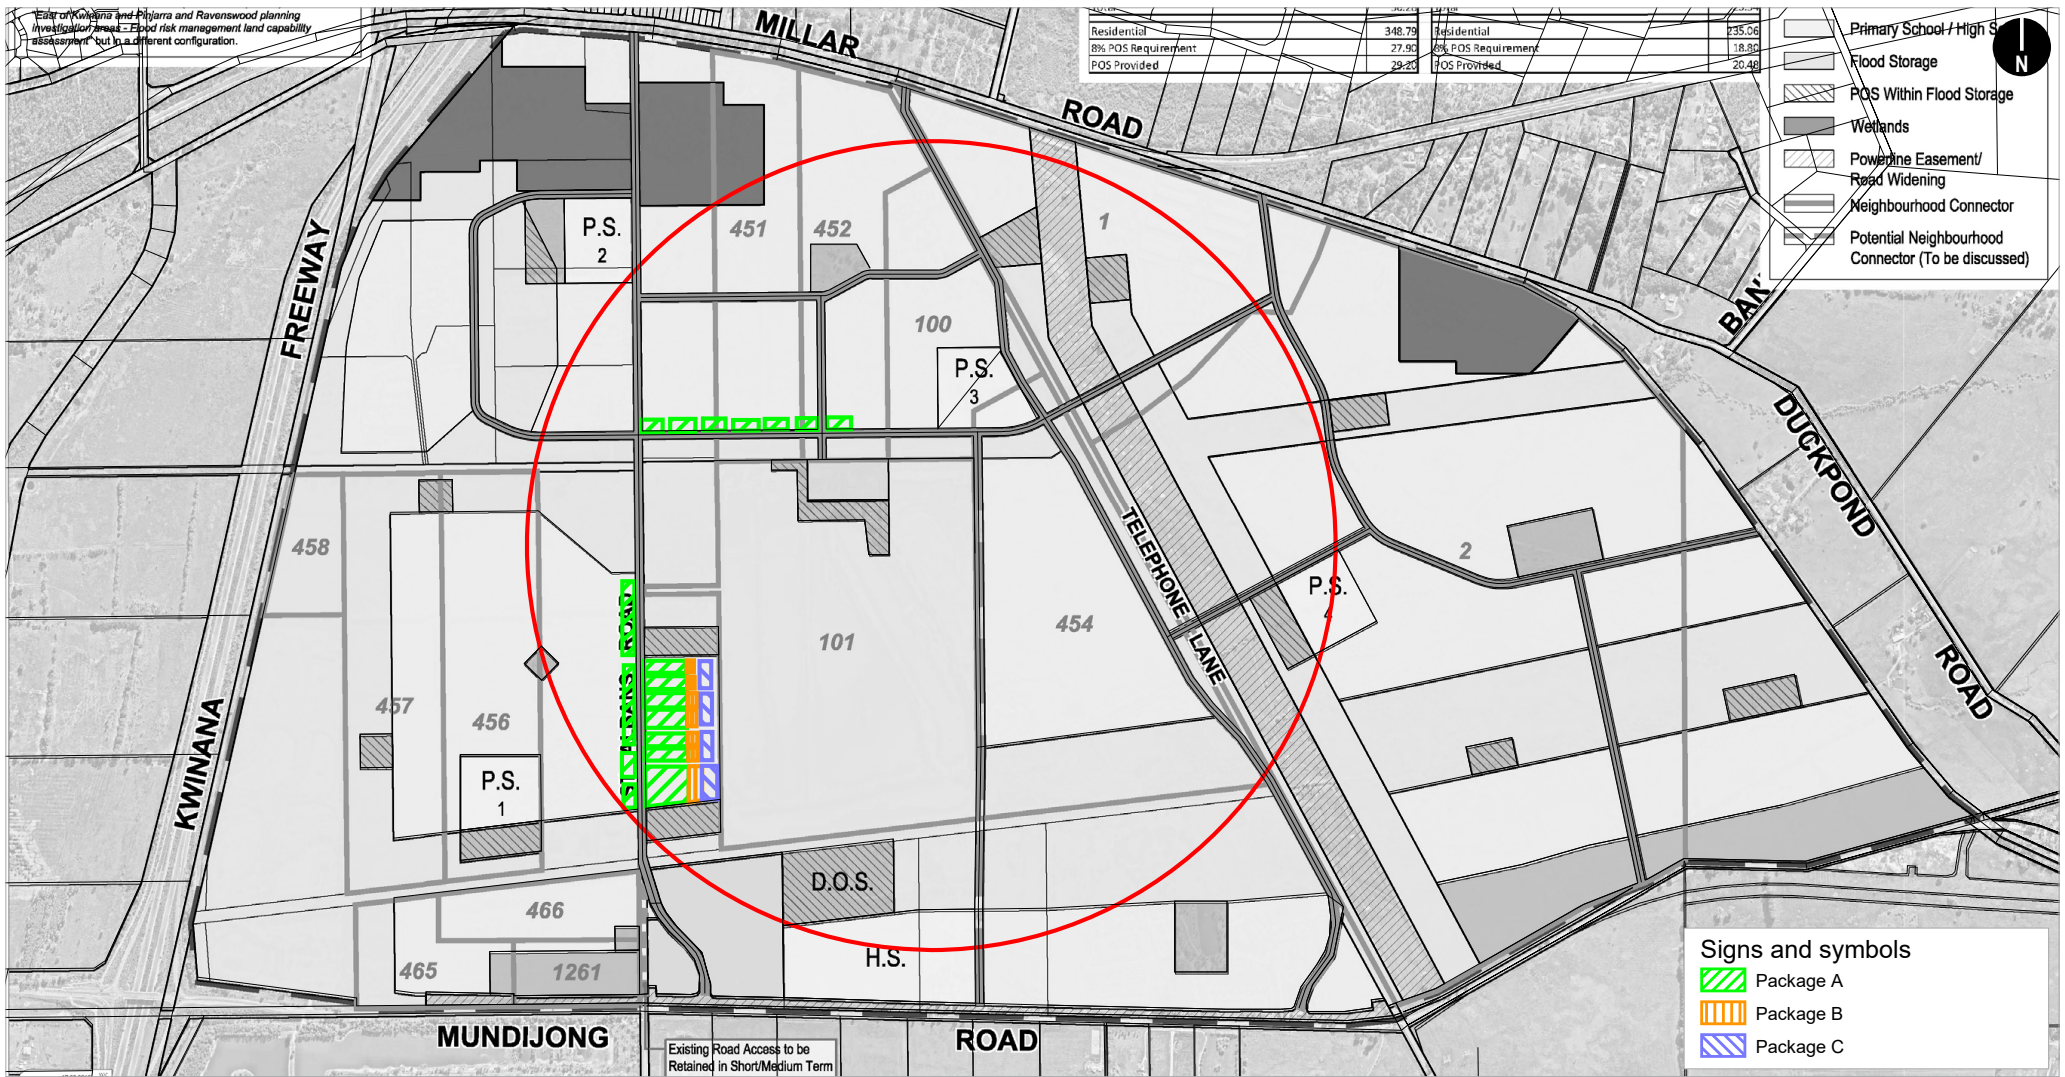 "East of Kwinana and Pinjarra and Ravenswood planning
investigation areas - Flood risk management land capability
assessment" but in a different configuration.
Residential 348.79 Residential 235.06
8% POS Requirement 27.90 8% POS Requirement 18.80
POS Provided 29.20 POS Provided 20.48
Primary School / High
Flood Storage
POS Within Flood Storage
Wetlands
Powerline Easement/
Road Widening
Neighbourhood Connector
Potential Neighbourhood
Connector (To be discussed)
N
MILLAR
ROAD
FREEWAY
KWINANA
P.S.
2
451
452
1
100
P.S.
3
DUCKPOND
ROAD
458
457
456
P.S.
1
ROAD
101
454
TELEPHONE
LANE
2
P.S.
4
D.O.S.
H.S.
466
465
1261
MUNDIJONG
ROAD
Existing Road Access to be
Retained in Short/Medium Term
Signs and symbols
Package A
Package B
Package C